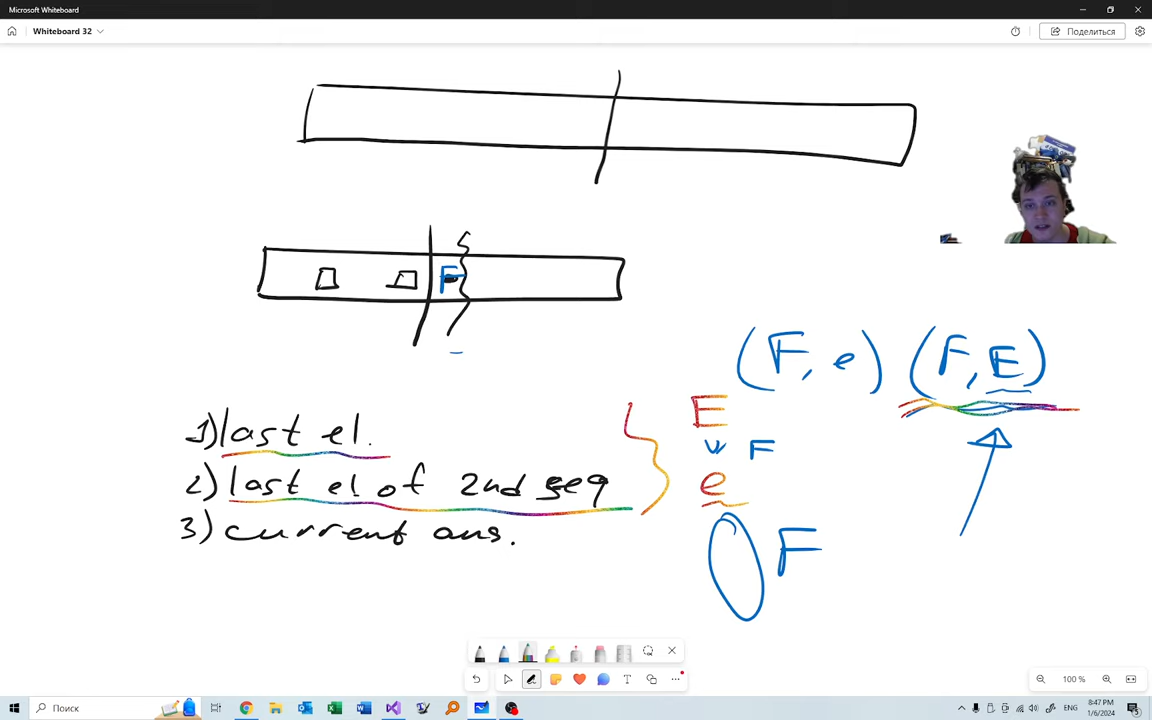 Microsoft Whiteboard
Whiteboard 32
Поделиться
F
(F, e) (F, E)
1) last el.
E
w F
2) last el of 2nd seq
e
3) current ans.
F
100 %
Поиск
ENG
8:47 PM
1/6/2024
5